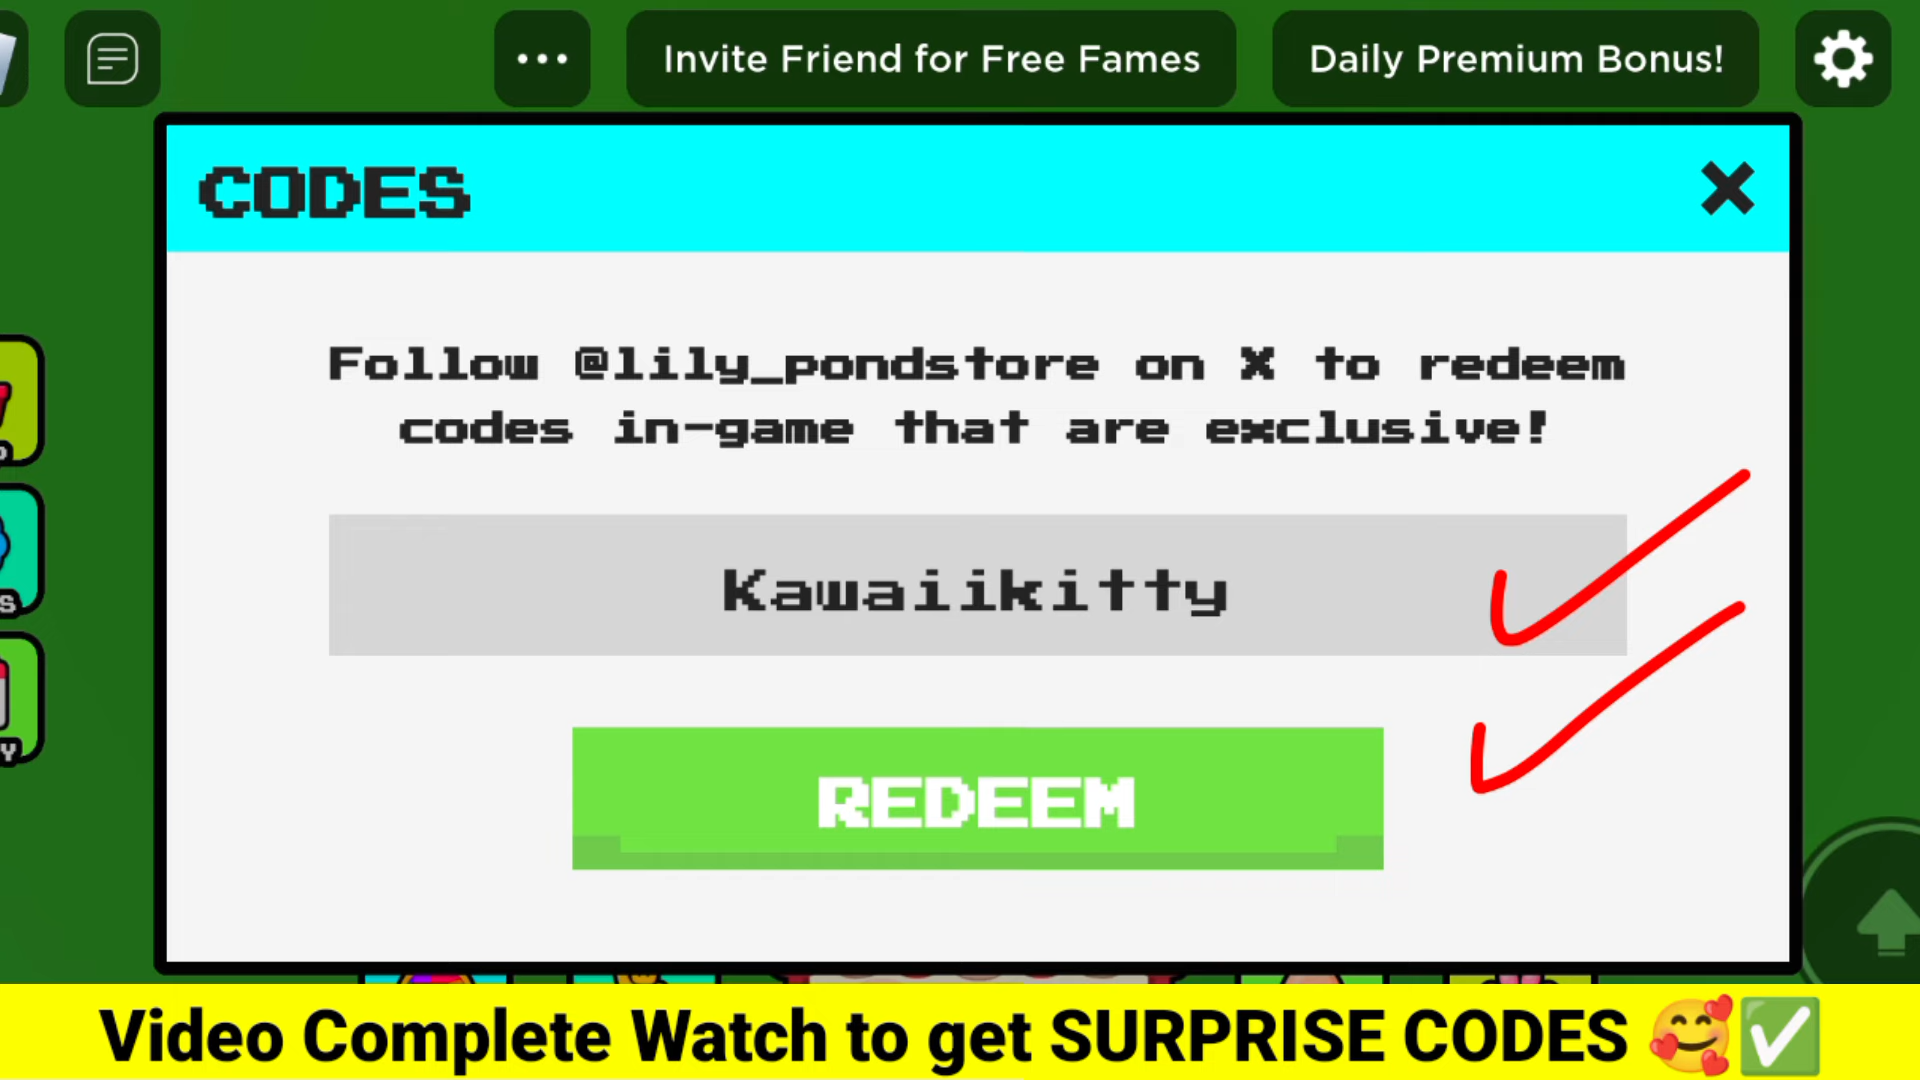 Invite Friend for Free Fames
Daily Premium Bonus!
CODES
Follow @lily_pondstore on X to redeem
codes in-game that are exclusive!
Kawaiikitty
REDEEM
Video Complete Watch to get SURPRISE CODES 🥰✅